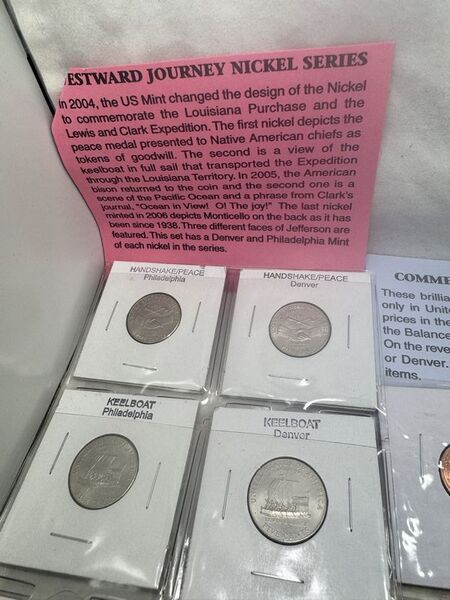 ESTWARD JOURNEY NICKEL SERIES
In 2004, the US Mint changed the design of the Nickel
to commemorate the Louisiana Purchase and the
Lewis and Clark Expedition. The first nickel depicts the
peace medal presented to Native American chiefs as
tokens of goodwill. The second is a view of the
keelboat in full sail that transported the Expedition
through the Louisiana Territory. In 2005, the American
bison returned to the coin and the second one is a
scene of the Pacific Ocean and a phrase from Clark's
journal, "Ocean in View! O! The joy!" The last nickel
minted in 2006 depicts Monticello on the back as it has
been since 1938. Three different faces of Jefferson are
featured. This set has a Denver and Philadelphia Mint
of each nickel in the series.
HANDSHAKE/PEACE
Philadelphia
HANDSHAKE/PEACE
Denver
COMME
These brillia
only in Unit
prices in the
the Balance
On the reve
or Denver.
items.
KEELBOAT
Philadelphia
KEELBOAT
Denver